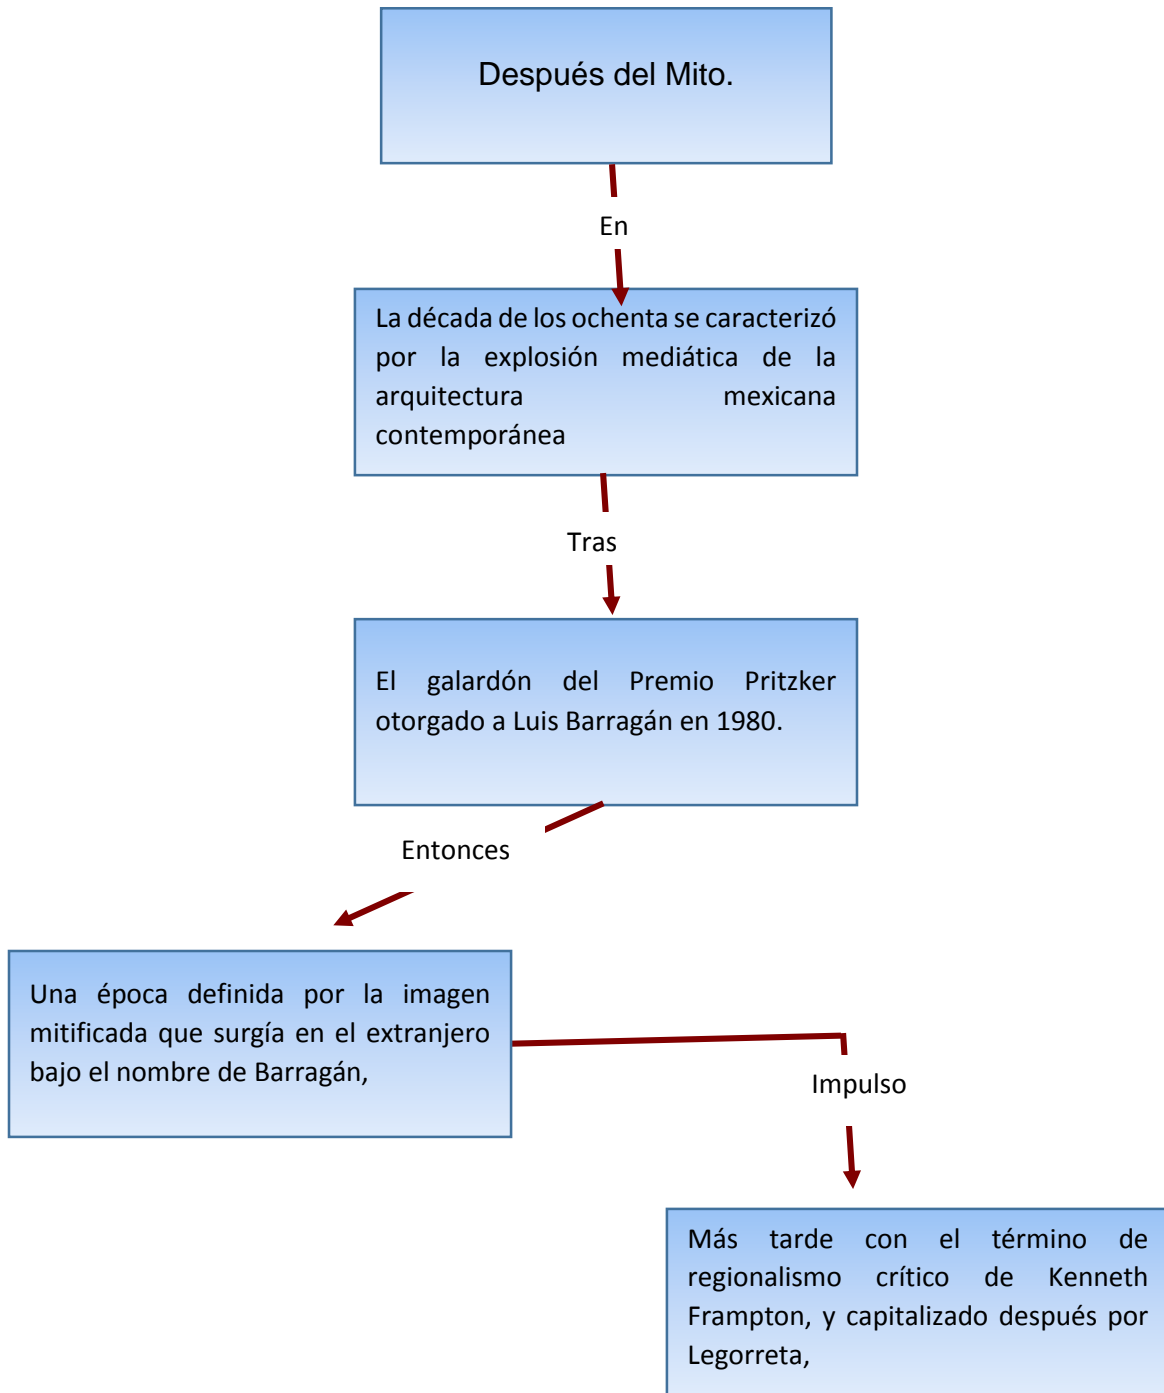 Después del Mito.
En
La década de los ochenta se caracterizó
por la explosión mediática de la
arquitectura mexicana
contemporánea
Tras
El galardón del Premio Pritzker
otorgado a Luis Barragán en 1980.
Entonces
Una época definida por la imagen
mitificada que surgía en el extranjero
bajo el nombre de Barragán,
Impulso
Más tarde con el término de
regionalismo crítico de Kenneth
Frampton, y capitalizado después por
Legorreta,